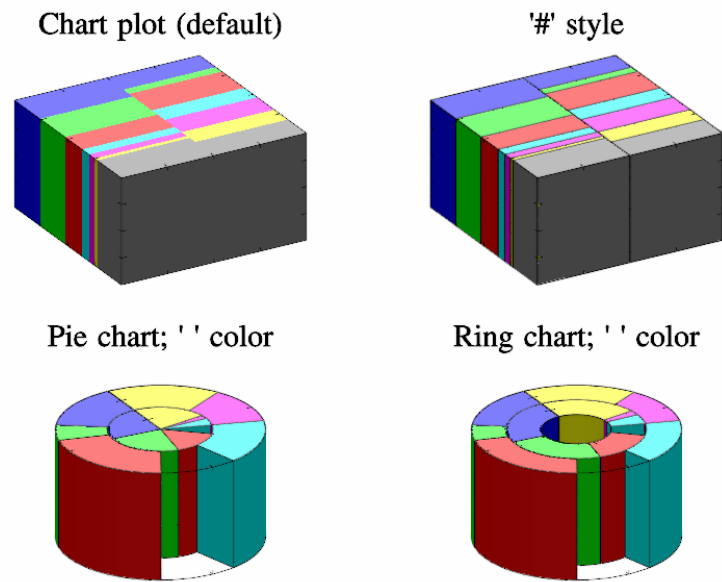 Chart plot (default)
'#' style
Pie chart; ' ' color
Ring chart; ' ' color